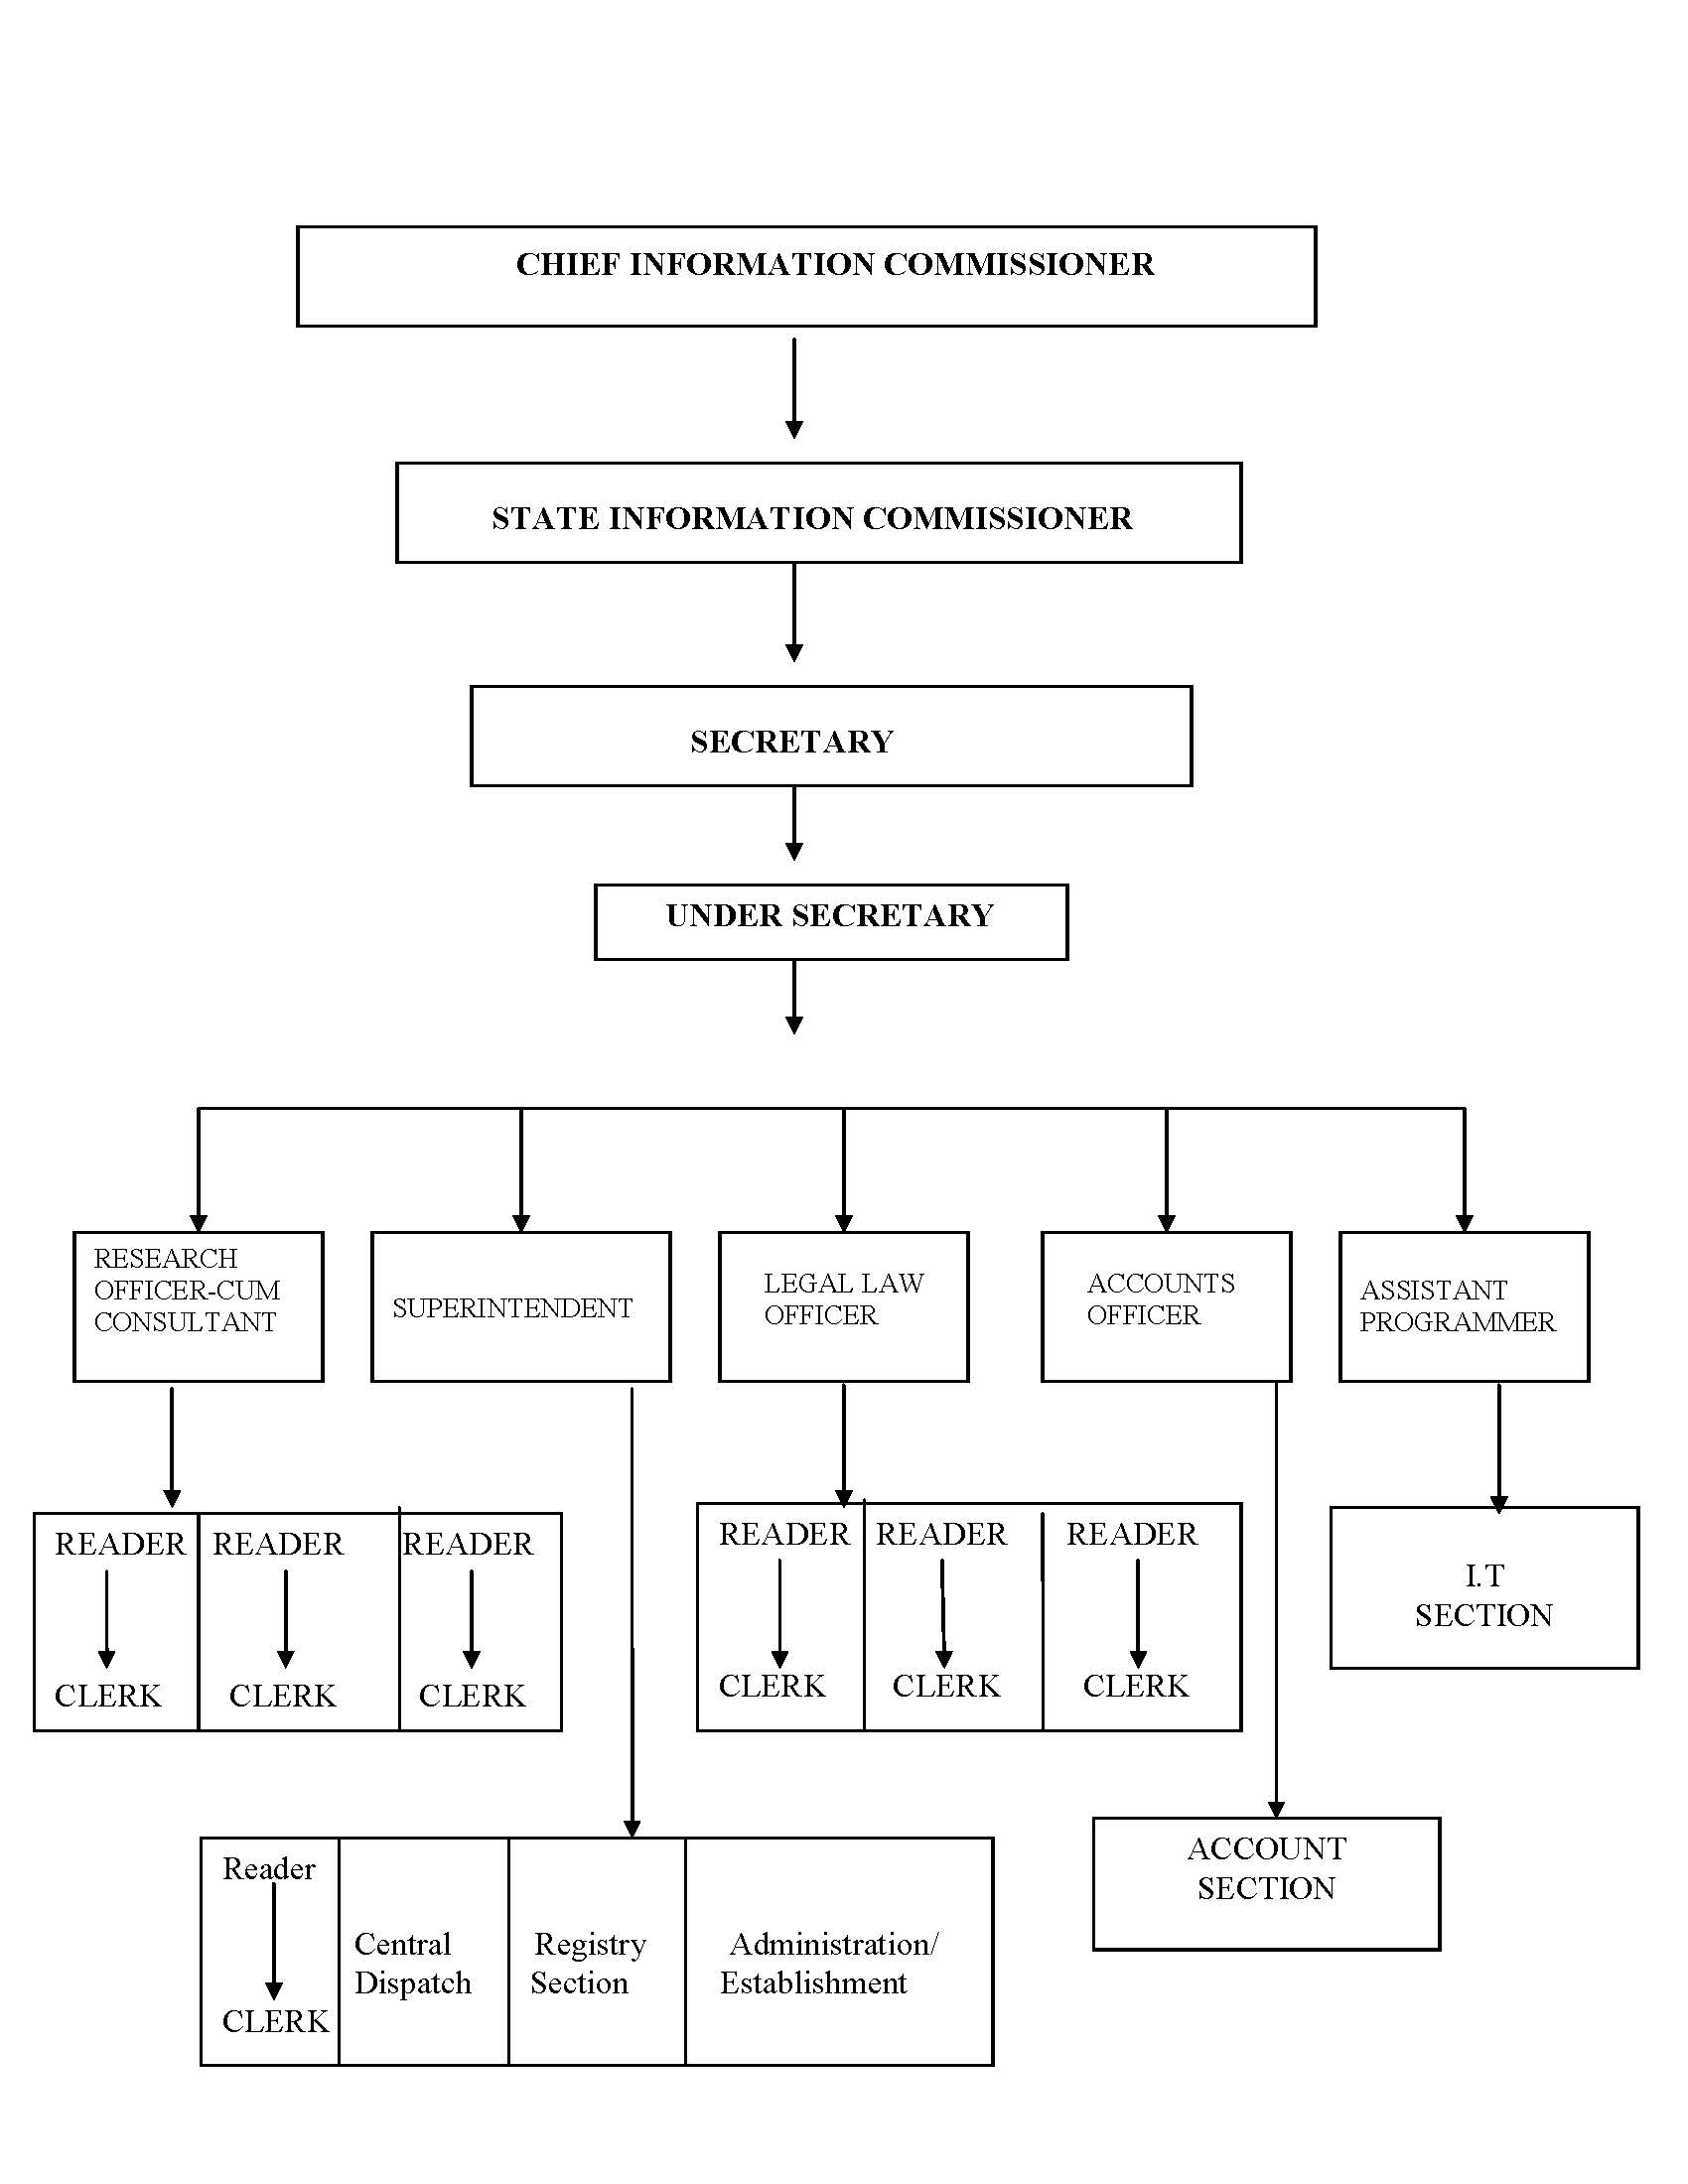 CHIEF INFORMATION COMMISSIONER
STATE INFORMATION COMMISSIONER
SECRETARY
UNDER SECRETARY
RESEARCH
OFFICER-CUM
CONSULTANT
SUPERINTENDENT
LEGAL LAW
OFFICER
ACCOUNTS
OFFICER
ASSISTANT
PROGRAMMER
READER READER READER
CLERK CLERK CLERK
READER READER READER
CLERK CLERK CLERK
I.T
SECTION
Reader
CLERK
Central
Dispatch
Registry
Section
Administration/
Establishment
ACCOUNT
SECTION